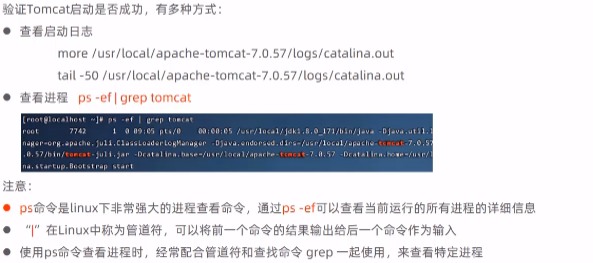 验证Tomcat启动是否成功，有多种方式：
● 查看启动日志
more /usr/local/apache-tomcat-7.0.57/logs/catalina.out
tail -50 /usr/local/apache-tomcat-7.0.57/logs/catalina.out
● 查看进程 ps -ef | grep tomcat
[root@localhost ~]# ps -ef | grep tomcat
root 7742 1 0 09:05 pts/0 00:00:05 /usr/local/jdk1.8.0_171/bin/java -Djava.util.l
nager=org.apache.juli.ClassLoaderLogManager -Djava.endorsed.dirs=/usr/local/apache-tomcat-7.0.57
.0.57/bin/tomcat-juli.jar -Dcatalina.base=/usr/local/apache-tomcat-7.0.57 -Dcatalina.home=/usr/l
na.startup.Bootstrap start
注意：
● ps命令是linux下非常强大的进程查看命令，通过ps -ef可以查看当前运行的所有进程的详细信息
● “|”在Linux中称为管道符，可以将前一个命令的结果输出给后一个命令作为输入
● 使用ps命令查看进程时，经常配合管道符和查找命令 grep 一起使用，来查看特定进程